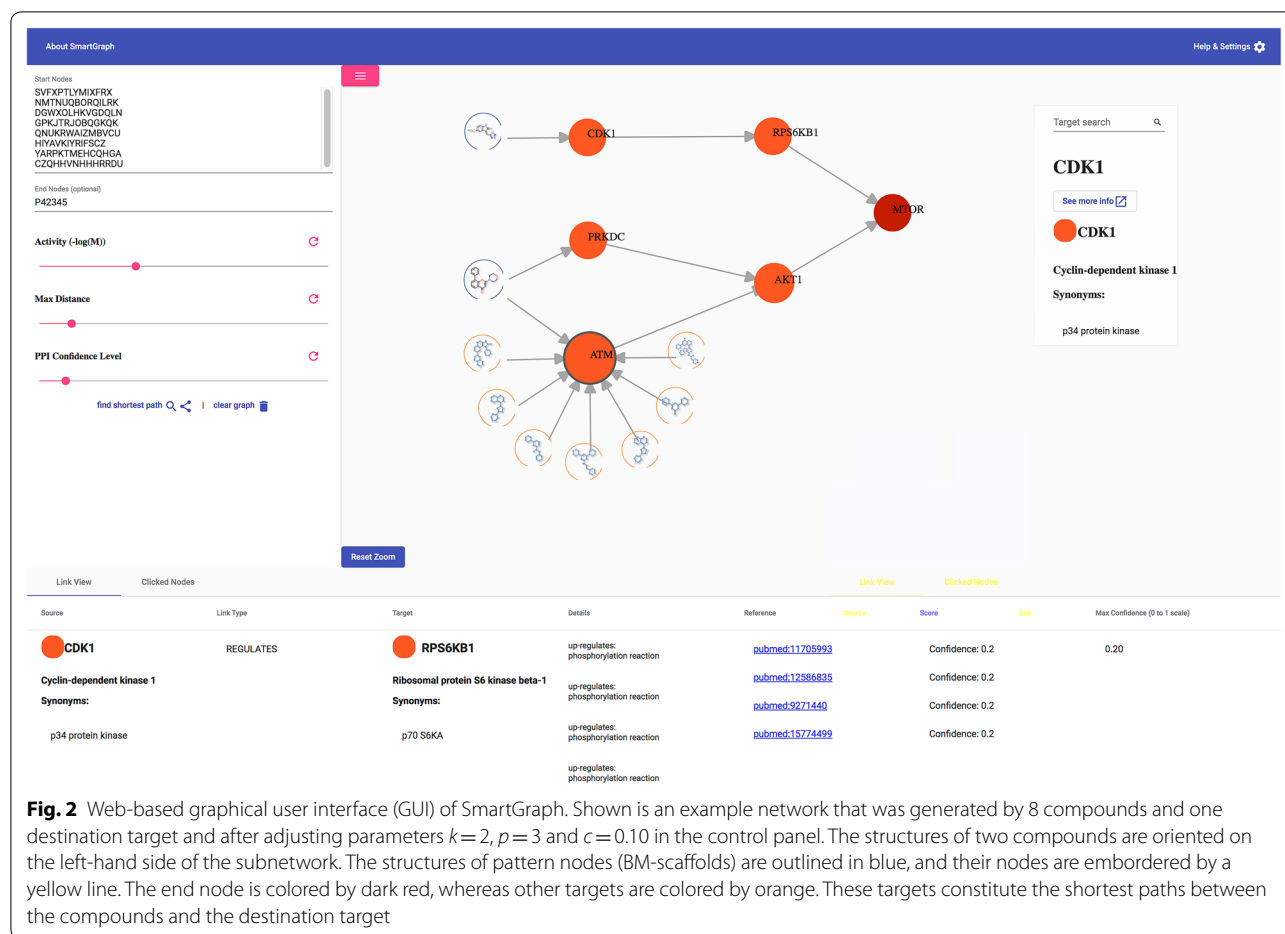 About SmartGraph
Help & Settings
Start Nodes
SVFXPTLYMIXFRX
NMTNUQBORQILRK
DGWXOLHKVGDQLN
GPKJTRJOBQGKQK
QNUKRWAIZMBVCU
HIYAVKIYRIFSCZ
YARPKTMEHCQHGA
CZQHHVNHHHRRDU
End Nodes (optional)
P42345
Activity (-log(M))
Max Distance
PPI Confidence Level
find shortest path | clear graph
CDK1
RPS6KB1
MTOR
PRKDC
AKT1
ATM
Target search
CDK1
See more info
CDK1
Cyclin-dependent kinase 1
Synonyms:
p34 protein kinase
Reset Zoom
Link View Clicked Nodes Link View Clicked Nodes
Source Link Type Target Details Reference Source Score Link Max Confidence (0 to 1 scale)
CDK1 REGULATES RPS6KB1 up-regulates: pubmed:11705993 Confidence: 0.2 0.20
phosphorylation reaction
Cyclin-dependent kinase 1 Ribosomal protein S6 kinase beta-1 pubmed:12586835 Confidence: 0.2
up-regulates:
phosphorylation reaction
Synonyms: Synonyms: pubmed:9271440 Confidence: 0.2
up-regulates:
p34 protein kinase p70 S6KA phosphorylation reaction pubmed:15774499 Confidence: 0.2
up-regulates:
phosphorylation reaction
Fig. 2 Web-based graphical user interface (GUI) of SmartGraph. Shown is an example network that was generated by 8 compounds and one
destination target and after adjusting parameters k = 2, p = 3 and c = 0.10 in the control panel. The structures of two compounds are oriented on
the left-hand side of the subnetwork. The structures of pattern nodes (BM-scaffolds) are outlined in blue, and their nodes are embordered by a
yellow line. The end node is colored by dark red, whereas other targets are colored by orange. These targets constitute the shortest paths between
the compounds and the destination target